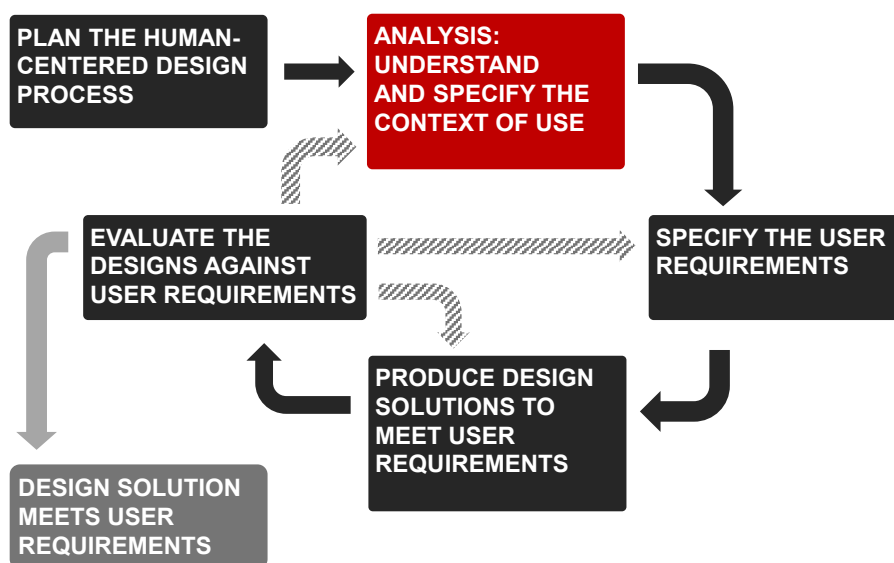 PLAN THE HUMAN-
CENTERED DESIGN
PROCESS
ANALYSIS:
UNDERSTAND
AND SPECIFY THE
CONTEXT OF USE
EVALUATE THE
DESIGNS AGAINST
USER REQUIREMENTS
SPECIFY THE USER
REQUIREMENTS
PRODUCE DESIGN
SOLUTIONS TO
MEET USER
REQUIREMENTS
DESIGN SOLUTION
MEETS USER
REQUIREMENTS